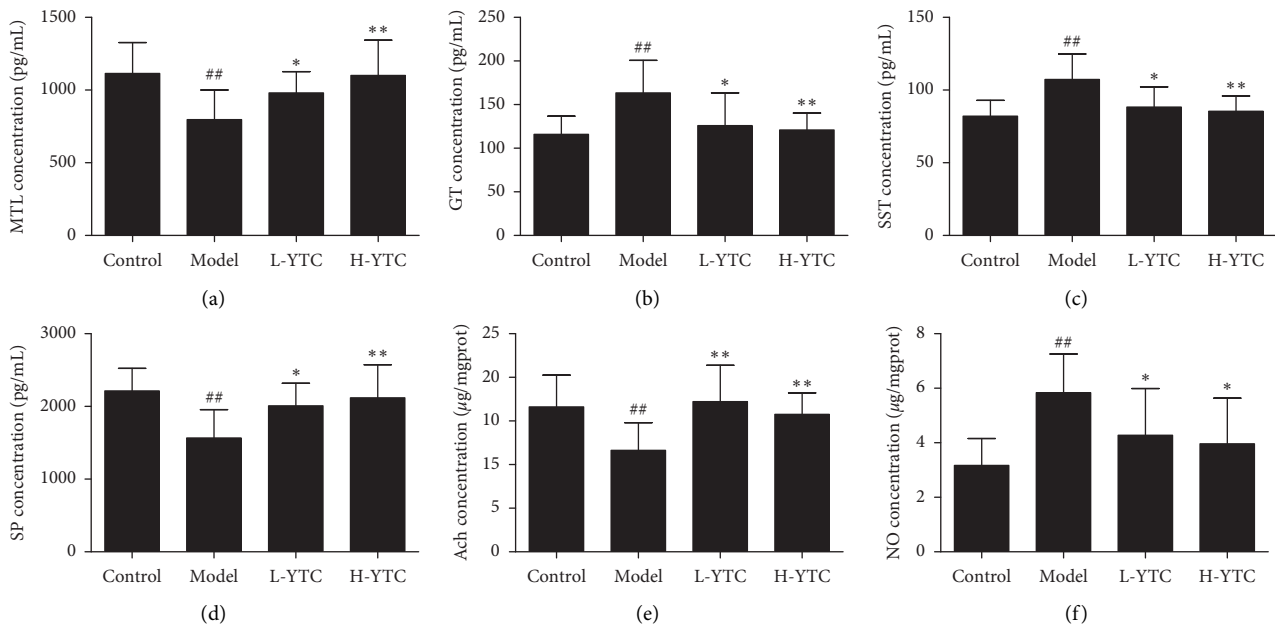 MTL concentration (pg/mL)
1500
1000
500
0
##
*
**
Control Model L-YTC H-YTC
(a)
GT concentration (pg/mL)
250
200
150
100
50
0
##
*
**
Control Model L-YTC H-YTC
(b)
SST concentration (pg/mL)
150
100
50
0
##
*
**
Control Model L-YTC H-YTC
(c)
SP concentration (pg/mL)
3000
2000
1000
0
##
*
**
Control Model L-YTC H-YTC
(d)
Ach concentration (μg/mgprot)
25
20
10
15
5
0
##
**
**
Control Model L-YTC H-YTC
(e)
NO concentration (μg/mgprot)
8
6
4
2
0
##
*
*
Control Model L-YTC H-YTC
(f)